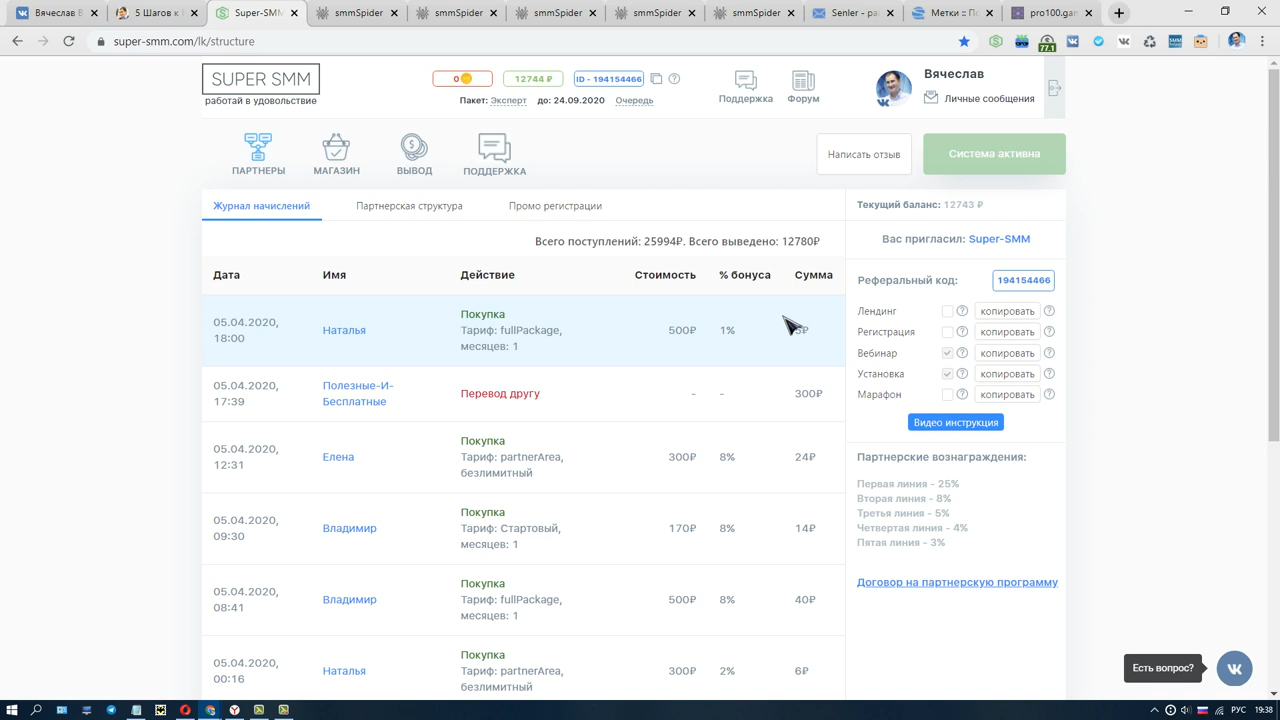 Вячеслав В
5 Шагов к
Super-SMM
smmSpider
smmSpider
smmSpider
smmSpider
smmSpider
Senler - ра
Метки :: По
pro100.gam
super-smm.com/lk/structure
77.1
SUPER SMM
работай в удовольствие
0
12744 ₽
ID - 194154466
Пакет: Эксперт до: 24.09.2020 Очередь
Поддержка
Форум
Вячеслав
Личные сообщения
ПАРТНЕРЫ
МАГАЗИН
ВЫВОД
ПОДДЕРЖКА
Написать отзыв
Система активна
Журнал начислений
Партнерская структура
Промо регистрации
Всего поступлений: 25994₽. Всего выведено: 12780₽
Дата Имя Действие Стоимость % бонуса Сумма
05.04.2020,
18:00
Наталья
Покупка
Тариф: fullPackage,
месяцев: 1
500₽
1%
5₽
05.04.2020,
17:39
Полезные-И-
Бесплатные
Перевод другу
-
-
300₽
05.04.2020,
12:31
Елена
Покупка
Тариф: partnerArea,
безлимитный
300₽
8%
24₽
05.04.2020,
09:30
Владимир
Покупка
Тариф: Стартовый,
месяцев: 1
170₽
8%
14₽
05.04.2020,
08:41
Владимир
Покупка
Тариф: fullPackage,
месяцев: 1
500₽
8%
40₽
05.04.2020,
00:16
Наталья
Покупка
Тариф: partnerArea,
безлимитный
300₽
2%
6₽
Текущий баланс: 12743 ₽
Вас пригласил: Super-SMM
Реферальный код: 194154466
Лендинг копировать
Регистрация копировать
Вебинар копировать
Установка копировать
Марафон копировать
Видео инструкция
Партнерские вознаграждения:
Первая линия - 25%
Вторая линия - 8%
Третья линия - 5%
Четвертая линия - 4%
Пятая линия - 3%
Договор на партнерскую программу
Есть вопрос?
РУС
19:38